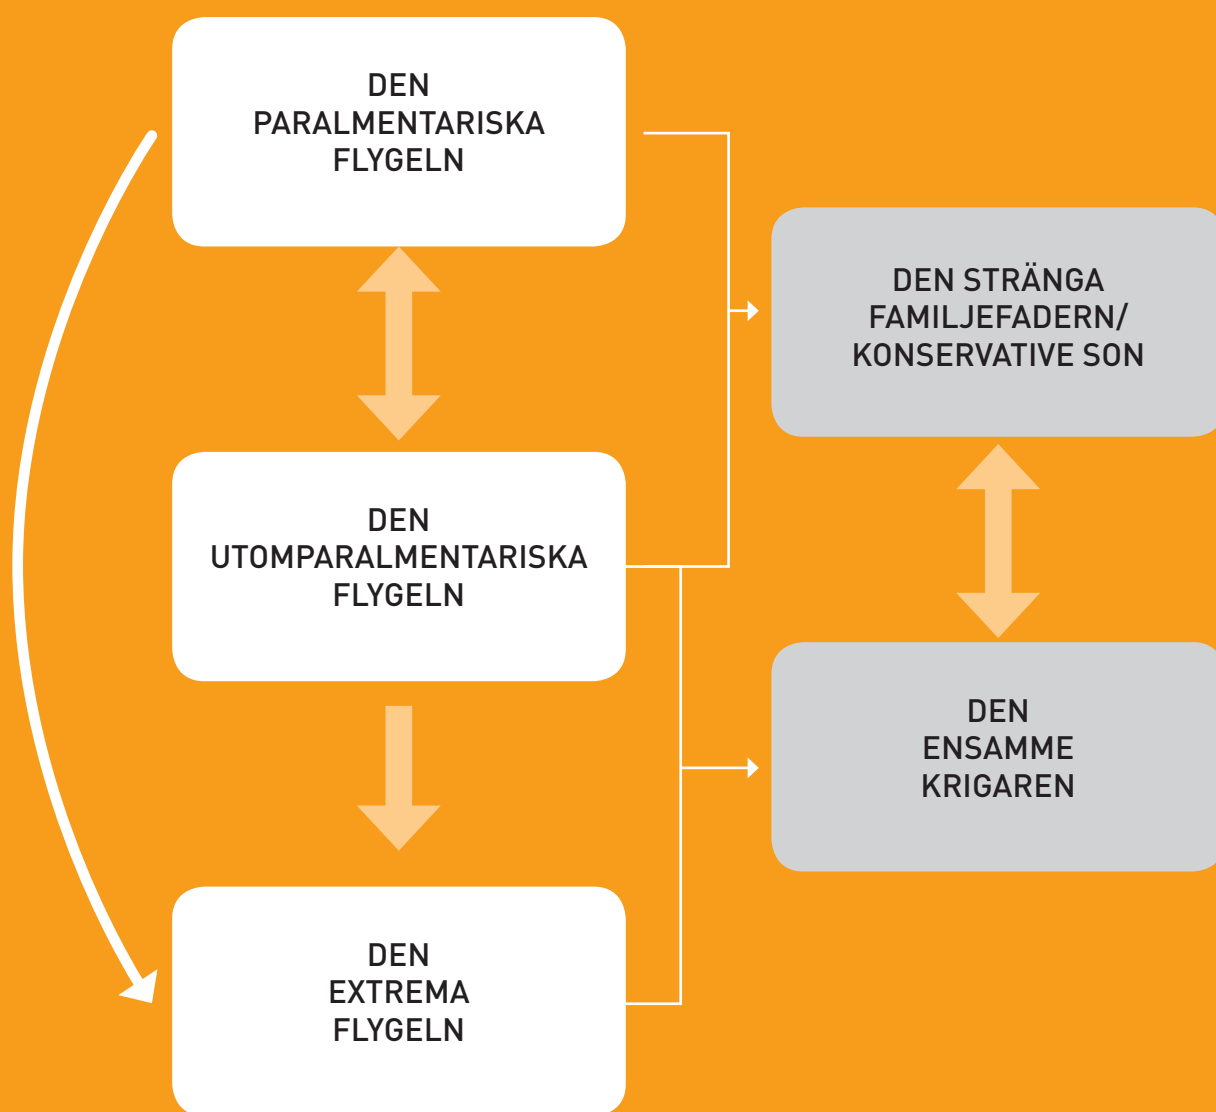 DEN
PARALMENTARISKA
FLYGELN
DEN STRÄNGA
FAMILJEFADERN/
KONSERVATIVE SON
DEN
UTOMPARALMENTARISKA
FLYGELN
DEN
ENSAMME
KRIGAREN
DEN
EXTREMA
FLYGELN